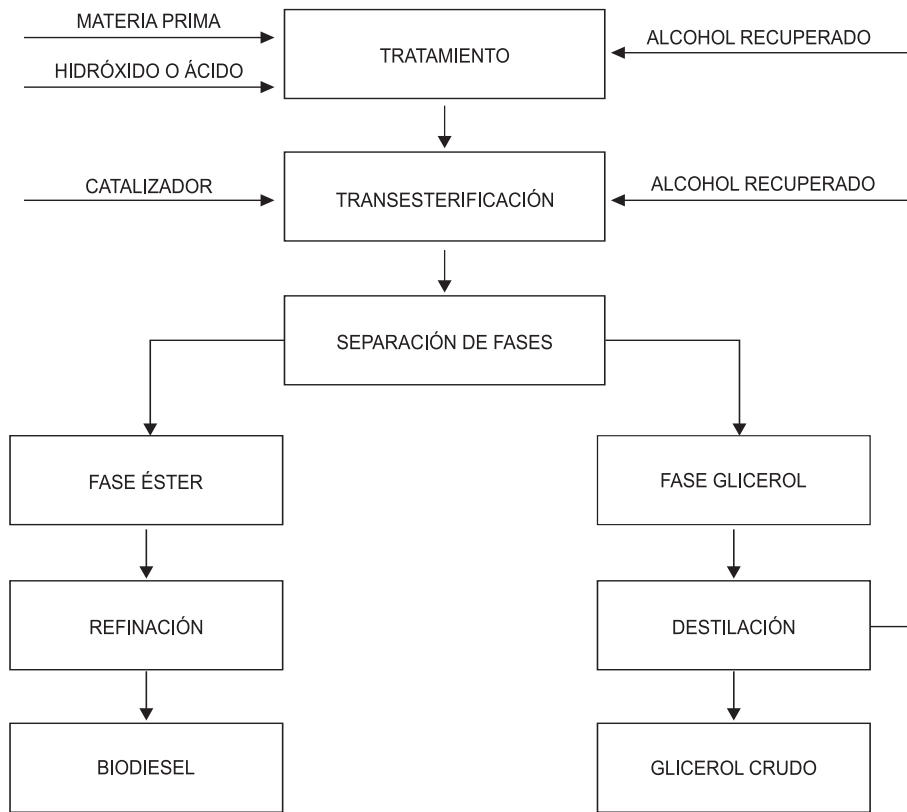 MATERIA PRIMA
HIDRÓXIDO O ÁCIDO
TRATAMIENTO
ALCOHOL RECUPERADO
CATALIZADOR
TRANSESTERIFICACIÓN
ALCOHOL RECUPERADO
SEPARACIÓN DE FASES
FASE ÉSTER
FASE GLICEROL
REFINACIÓN
DESTILACIÓN
BIODIESEL
GLICEROL CRUDO